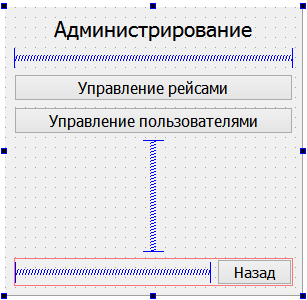 Администрирование
Управление рейсами
Управление пользователями
Назад